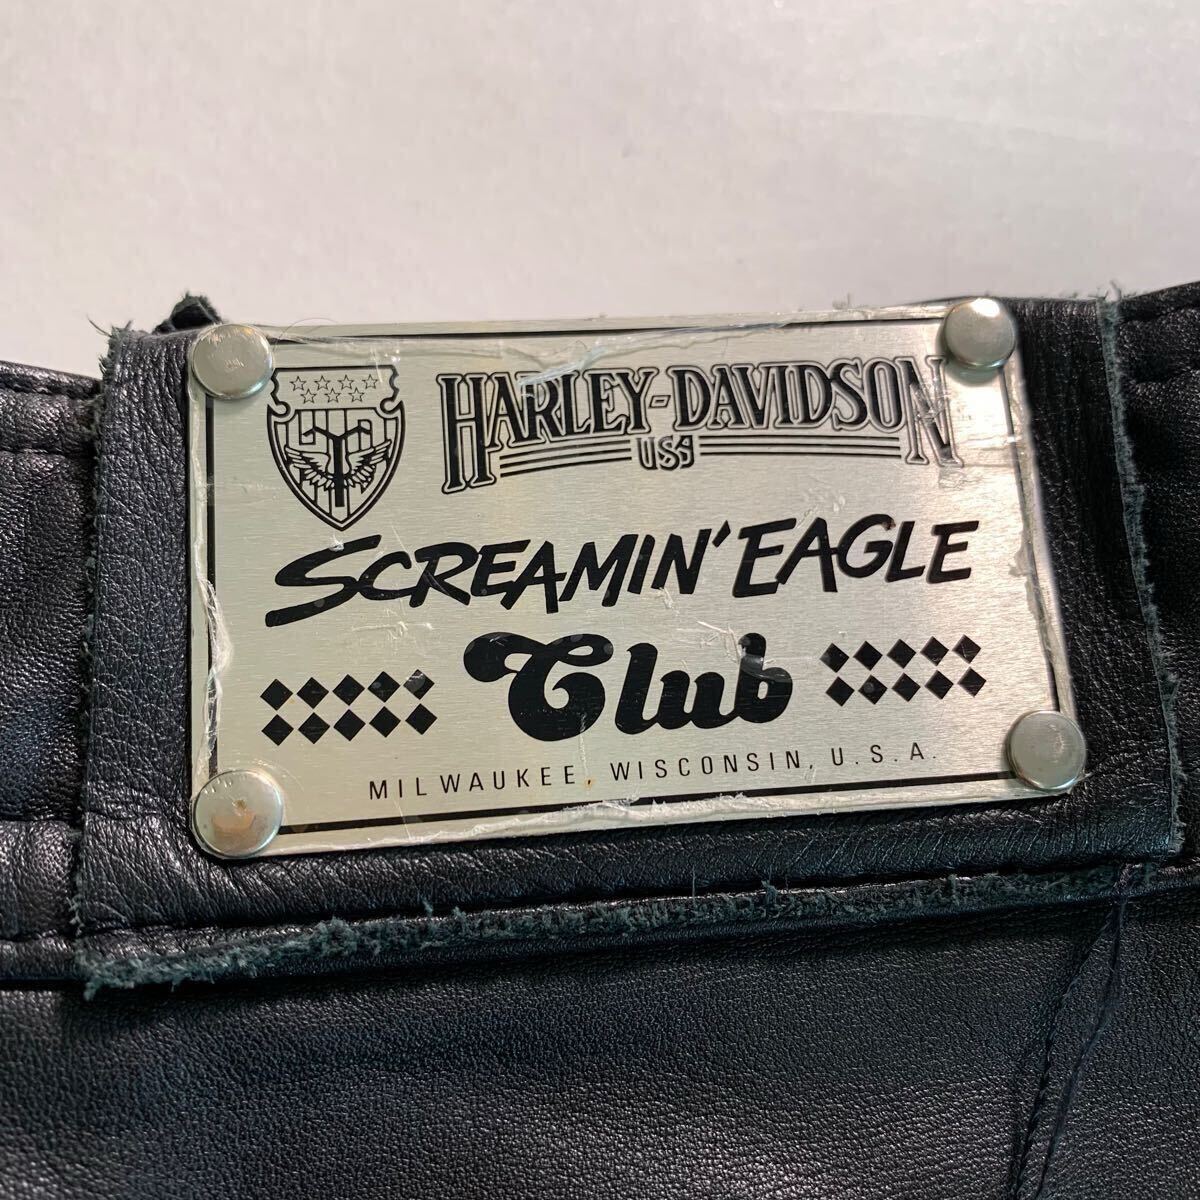 HARLEY-DAVIDSON
USA
SCREAMIN' EAGLE
Club
MILWAUKEE, WISCONSIN, U.S.A.